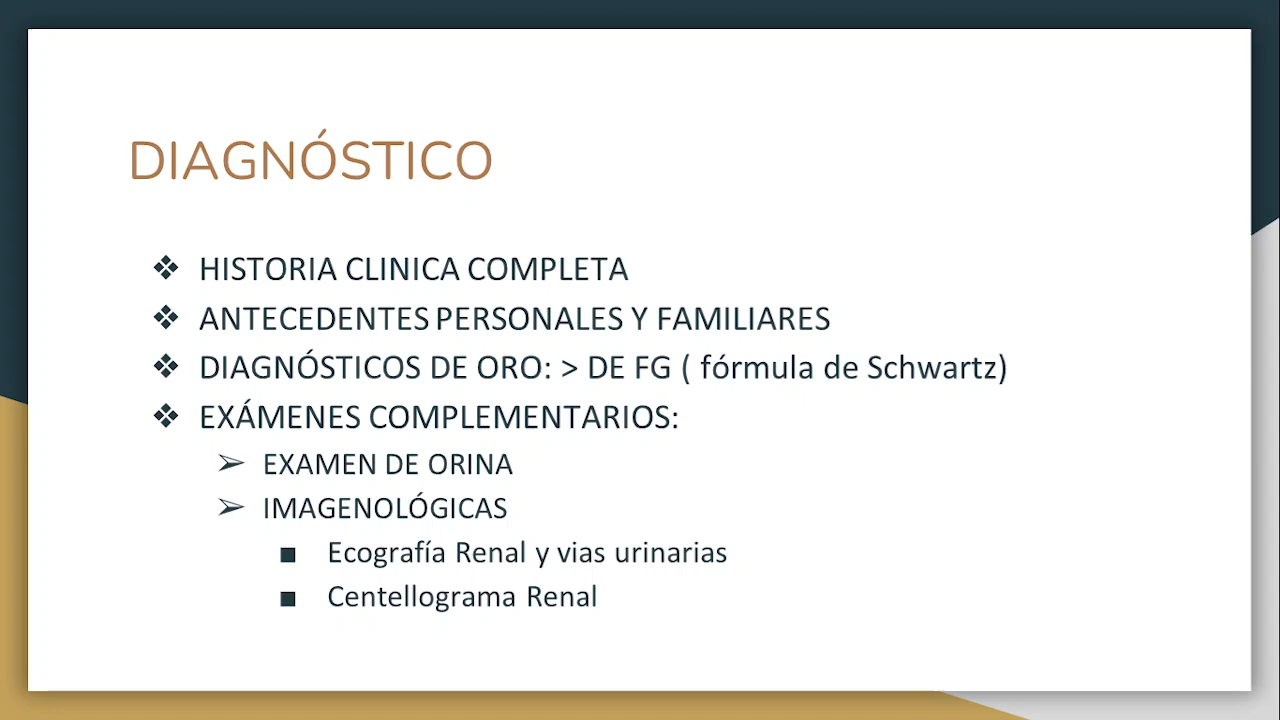 DIAGNÓSTICO
❖ HISTORIA CLINICA COMPLETA
❖ ANTECEDENTES PERSONALES Y FAMILIARES
❖ DIAGNÓSTICOS DE ORO: > DE FG ( fórmula de Schwartz)
❖ EXÁMENES COMPLEMENTARIOS:
➢ EXAMEN DE ORINA
➢ IMAGENOLÓGICAS
■ Ecografía Renal y vias urinarias
■ Centellograma Renal